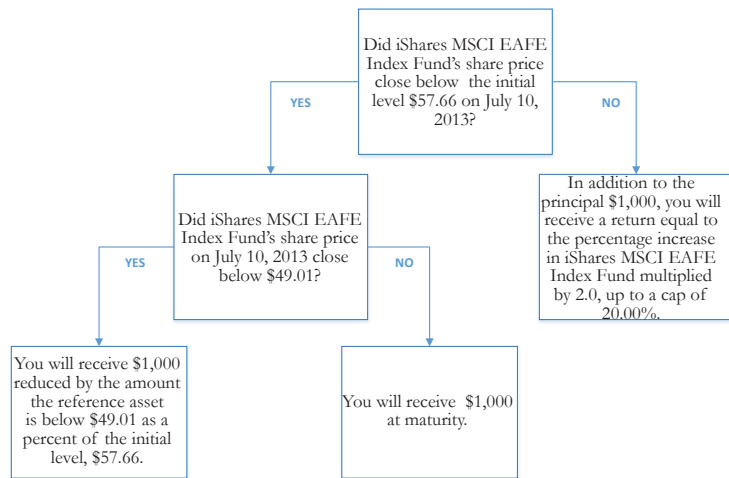 Did iShares MSCI EAFE
Index Fund's share price
close below the initial
level $57.66 on July 10,
2013?
YES
NO
Did iShares MSCI EAFE
Index Fund's share price
on July 10, 2013 close
below $49.01?
In addition to the
principal $1,000, you will
receive a return equal to
the percentage increase
in iShares MSCI EAFE
Index Fund multiplied
by 2.0, up to a cap of
20.00%.
YES
NO
You will receive $1,000
reduced by the amount
the reference asset
is below $49.01 as a
percent of the initial
level, $57.66.
You will receive $1,000
at maturity.